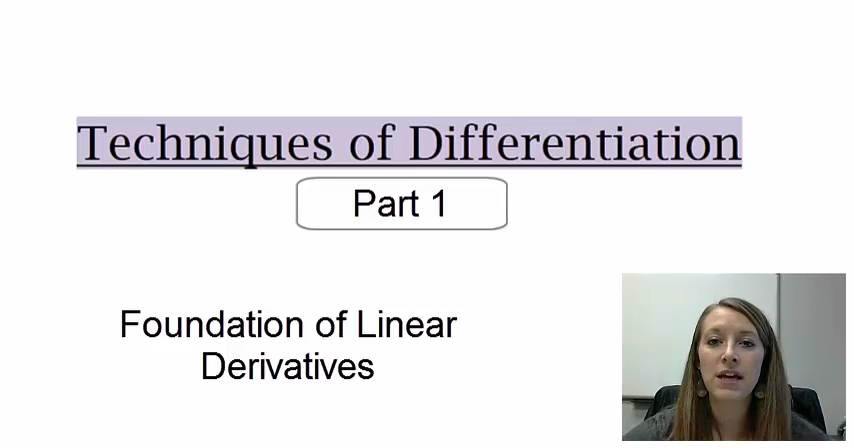 Techniques of Differentiation
Part 1
Foundation of Linear
Derivatives